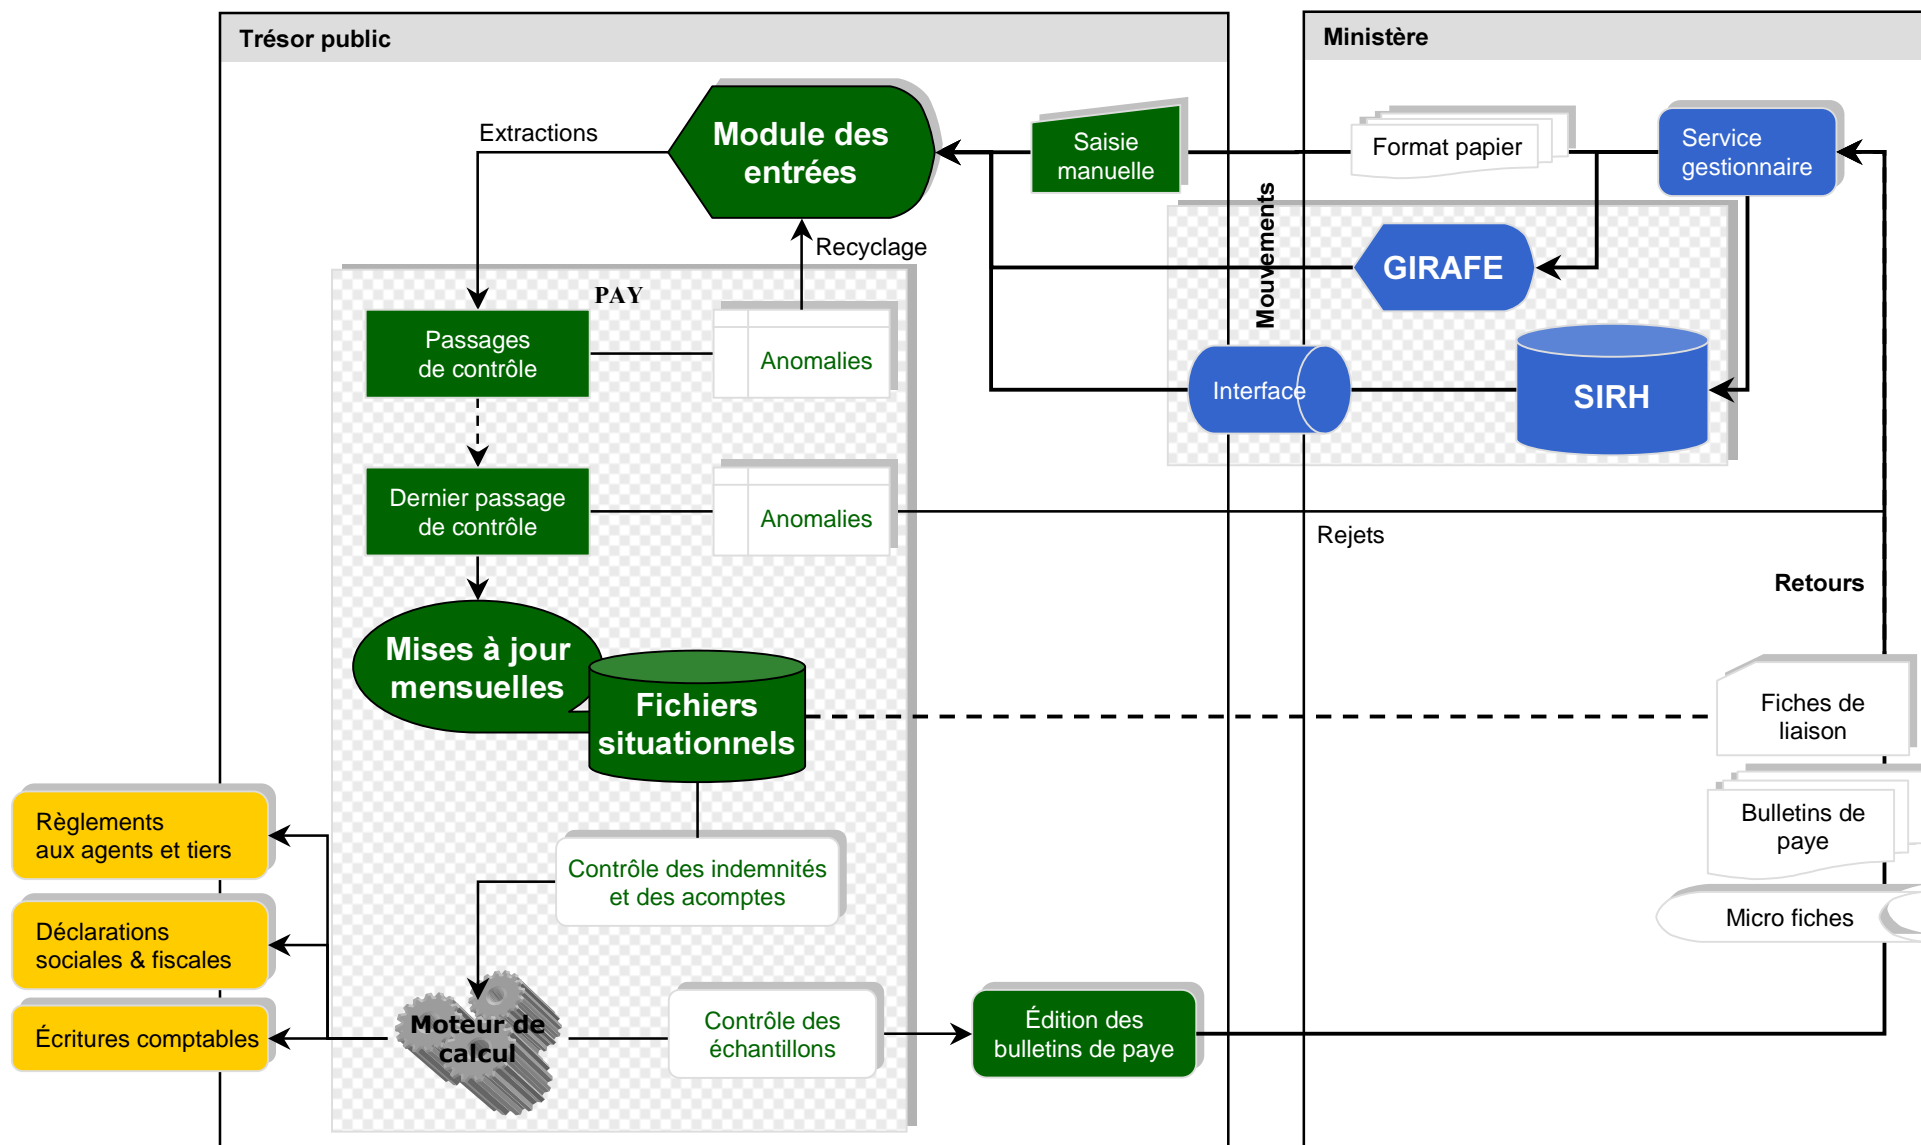 Trésor public
Ministère
Extractions
Module des
entrées
Saisie
manuelle
Format papier
Service
gestionnaire
Mouvements
Recyclage
GIRAFE
PAY
Passages
de contrôle
Anomalies
Interface
SIRH
Dernier passage
de contrôle
Anomalies
Rejets
Retours
Mises à jour
mensuelles
Fichiers
situationnels
Fiches de
liaison
Règlements
aux agents et tiers
Bulletins de
paye
Contrôle des indemnités
et des acomptes
Déclarations
sociales & fiscales
Micro fiches
Écritures comptables
Moteur de
calcul
Contrôle des
échantillons
Édition des
bulletins de paye